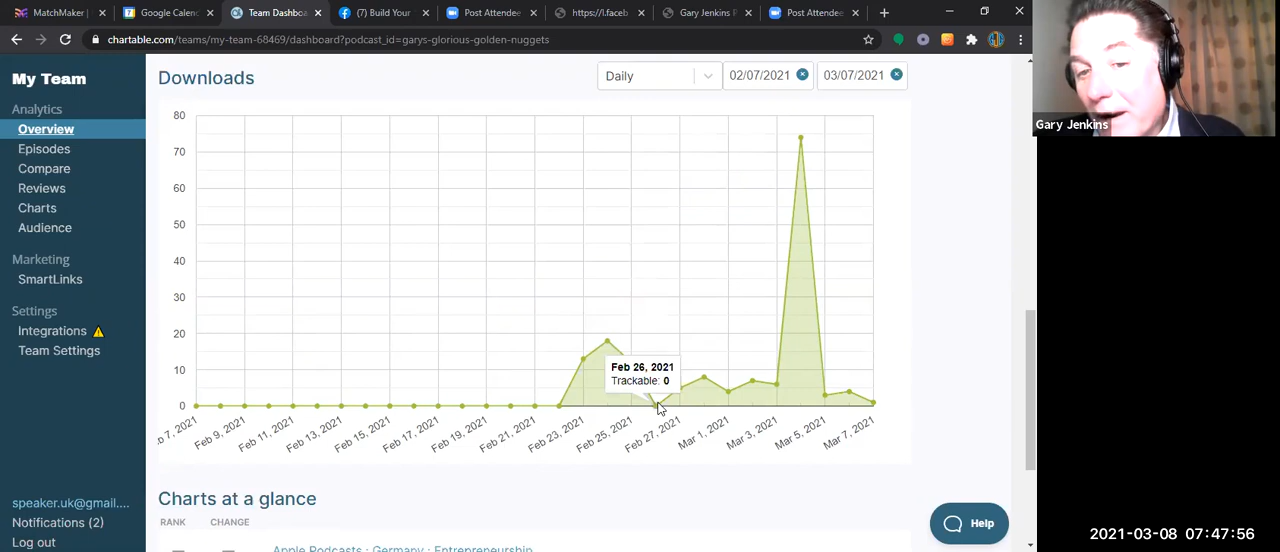 MatchMaker |
Google Calen
Team Dashbo
(7) Build Your
Post Attendee
https://l.faceb
Gary Jenkins P
Post Attendee
chartable.com/teams/my-team-68469/dashboard?podcast_id=garys-glorious-golden-nuggets
My Team
Analytics
Overview
Episodes
Compare
Reviews
Charts
Audience
Marketing
SmartLinks
Settings
Integrations
Team Settings
speaker.uk@gmail....
Notifications (2)
Log out
Downloads
Daily
02/07/2021
03/07/2021
80
70
60
50
40
30
20
10
0
Feb 26, 2021
Trackable: 0
b 7, 2021
Feb 9, 2021
Feb 11, 2021
Feb 13, 2021
Feb 15, 2021
Feb 17, 2021
Feb 19, 2021
Feb 21, 2021
Feb 23, 2021
Feb 25, 2021
Feb 27, 2021
Mar 1, 2021
Mar 3, 2021
Mar 5, 2021
Mar 7, 2021
Charts at a glance
RANK CHANGE
Apple Podcasts : Germany : Entrepreneurship
Help
Gary Jenkins
2021-03-08 07:47:56